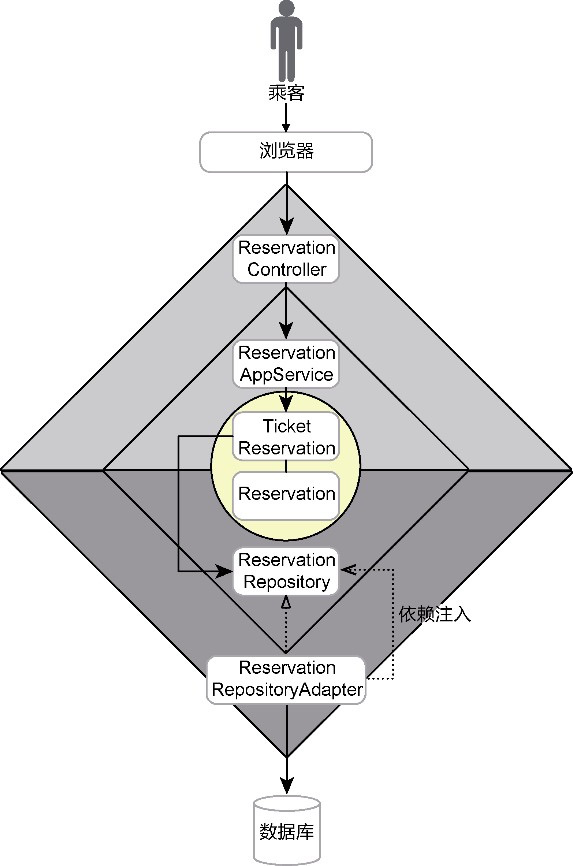 乘客
浏览器
Reservation
Controller
Reservation
AppService
Ticket
Reservation
Reservation
Reservation
Repository
依赖注入
Reservation
RepositoryAdapter
数据库